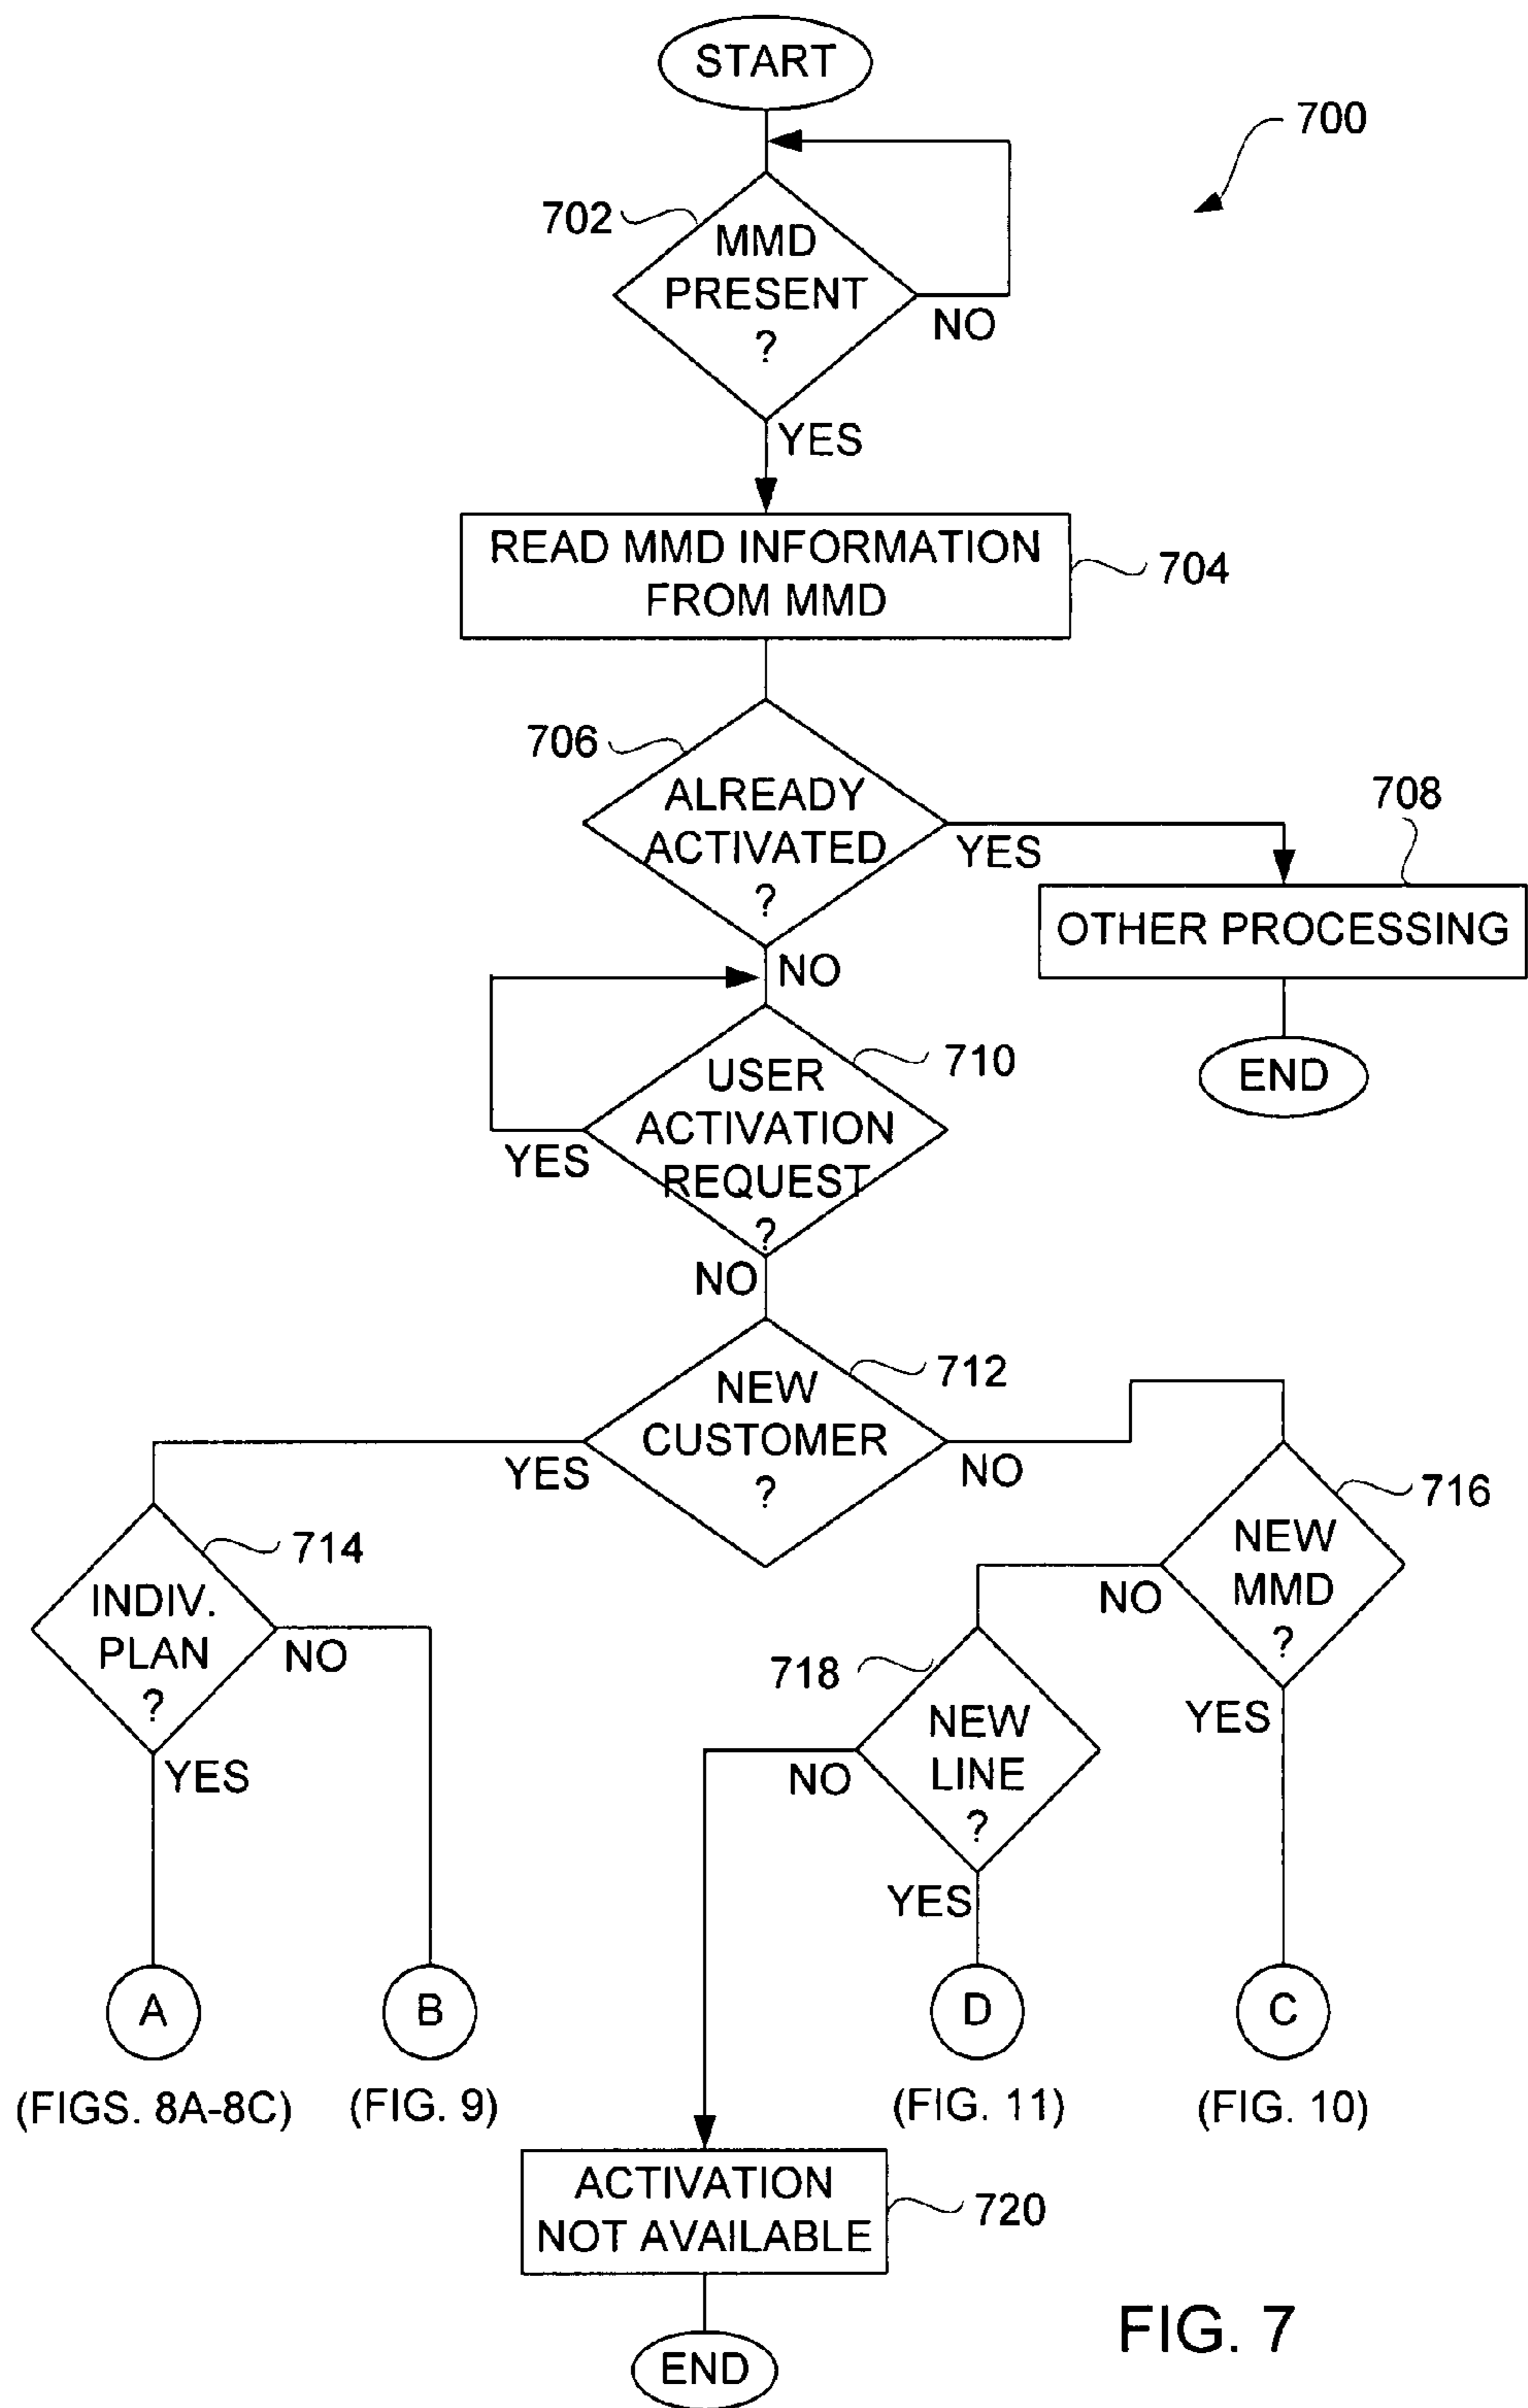 START
700
702
MMD
PRESENT
?
NO
YES
READ MMD INFORMATION
FROM MMD
704
706
ALREADY
ACTIVATED
?
YES
708
OTHER PROCESSING
NO
END
710
USER
ACTIVATION
REQUEST
?
YES
NO
712
NEW
CUSTOMER
?
YES
NO
716
NEW
MMD
?
NO
YES
714
INDIV.
PLAN
?
NO
YES
718
NEW
LINE
?
NO
YES
A
B
D
C
(FIGS. 8A-8C)
(FIG. 9)
(FIG. 11)
(FIG. 10)
ACTIVATION
NOT AVAILABLE
720
END
FIG. 7